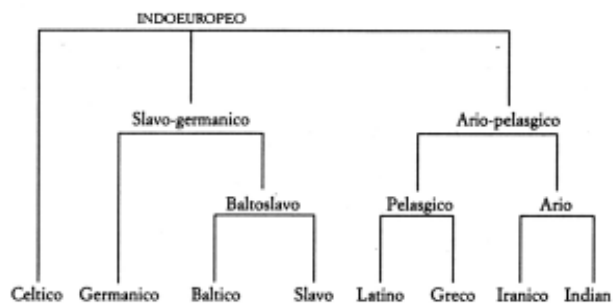 INDOEUROPEO
Slavo-germanico Ario-pelasgico
Baltoslavo Pelasgico Ario
Celtico Germanico Baltico Slavo Latino Greco Iranico Indian